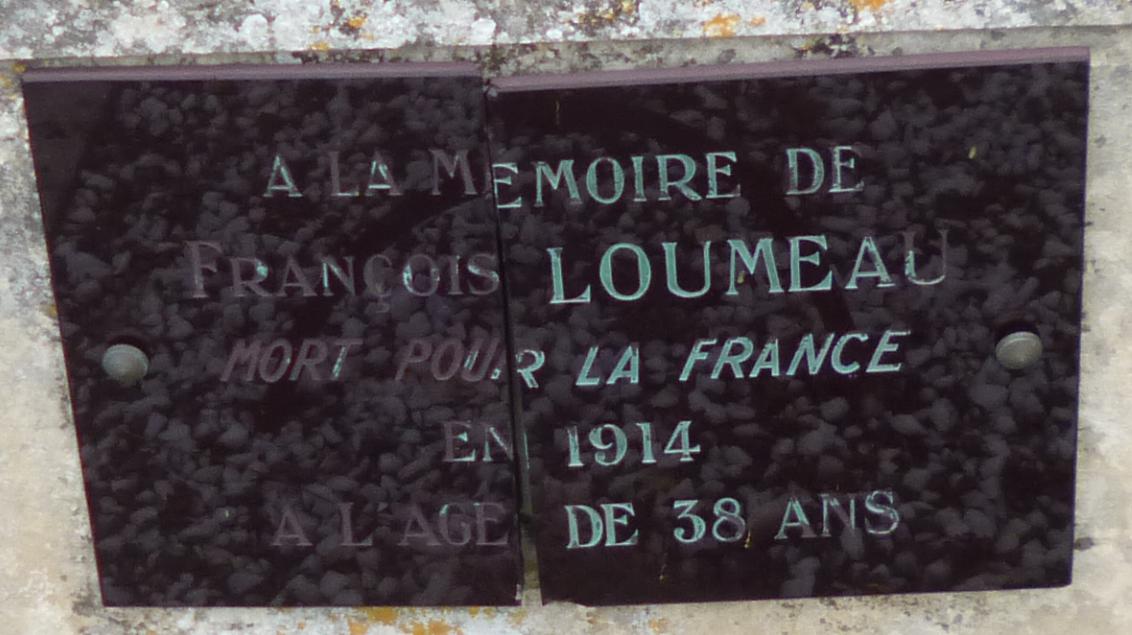 A LA MEMOIRE DE
FRANÇOIS LOUMEAU
MORT POUR LA FRANCE
EN 1914
A L'AGE DE 38 ANS